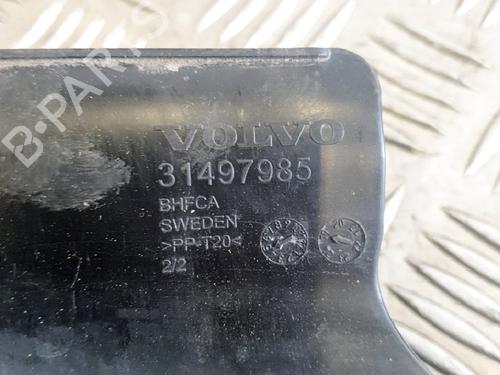 B-PARTS
VOLVO
31497985
BHFCA
SWEDEN
>PP-T20<
2/2